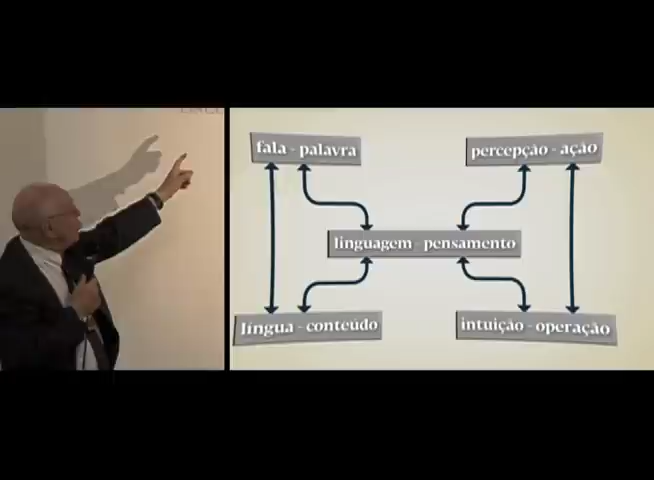 fala - palavra
percepção - ação
linguagem - pensamento
língua - conteúdo
intuição - operação